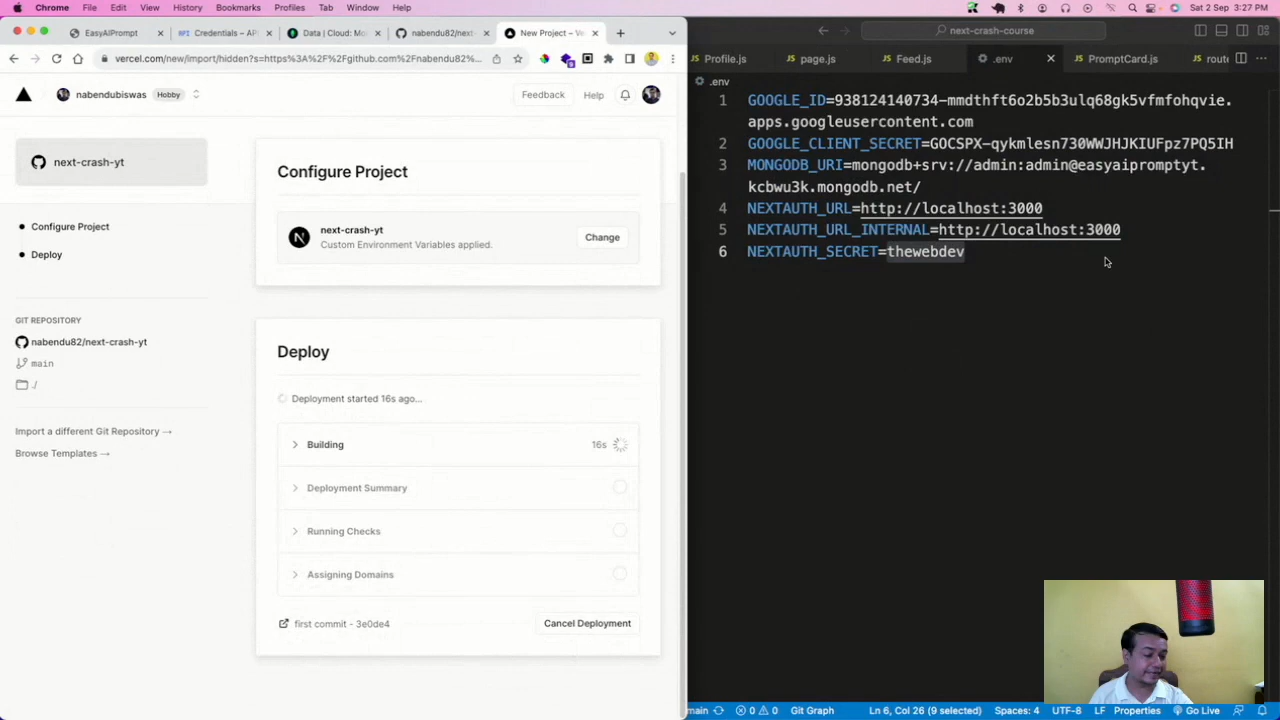 Chrome File Edit View History Bookmarks Profiles Tab Window Help
Sat 2 Sep 3:27 PM
EasyAIPrompt
Credentials – API
Data | Cloud: Mo
nabendu82/next-c
New Project – Ve
vercel.com/new/import/hidden?s=https%3A%2F%2Fgithub.com%2Fnabendu82%2...
nabendubiswas Hobby
Feedback Help
next-crash-yt
Configure Project
Deploy
GIT REPOSITORY
nabendu82/next-crash-yt
main
./
Import a different Git Repository →
Browse Templates →
Configure Project
next-crash-yt
Custom Environment Variables applied.
Change
Deploy
Deployment started 16s ago...
Building 16s
Deployment Summary
Running Checks
Assigning Domains
first commit - 3e0de4
Cancel Deployment
next-crash-course
JS Profile.js JS page.js JS Feed.js .env JS PromptCard.js JS route
.env
1 GOOGLE_ID=938124140734-mmdthft6o2b5b3ulq68gk5vfmfohqvie.
apps.googleusercontent.com
2 GOOGLE_CLIENT_SECRET=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
3 MONGODB_URI=mongodb+srv://admin:admin@easyaipromptyt.
kcbwu3k.mongodb.net/
4 NEXTAUTH_URL=http://localhost:3000
5 NEXTAUTH_URL_INTERNAL=http://localhost:3000
6 NEXTAUTH_SECRET=thewebdev
main 0 0 Git Graph Ln 6, Col 26 (9 selected) Spaces: 4 UTF-8 LF Properties Go Live